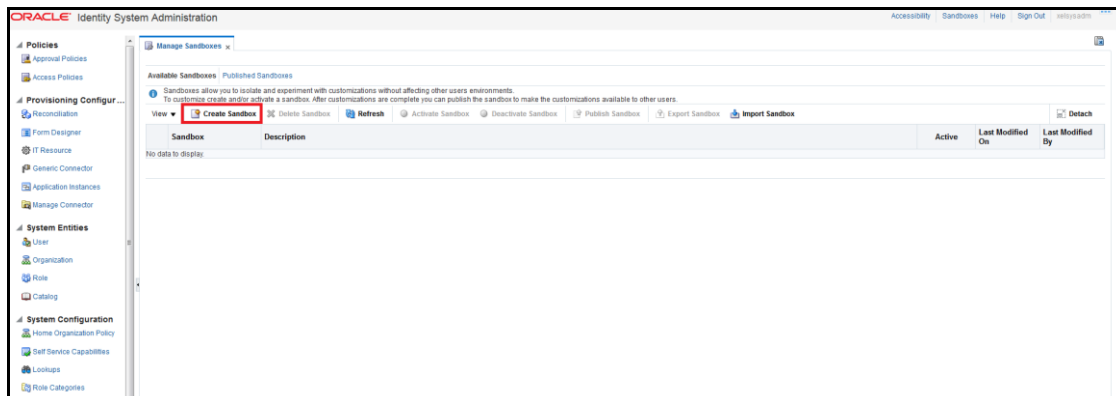 ORACLE Identity System Administration
Accessibility Sandboxes Help Sign Out xelsysadm
Policies
Approval Policies
Access Policies
Provisioning Configur...
Reconciliation
Form Designer
IT Resource
Generic Connector
Application Instances
Manage Connector
System Entities
User
Organization
Role
Catalog
System Configuration
Home Organization Policy
Self Service Capabilities
Lookups
Role Categories
Manage Sandboxes
Available Sandboxes Published Sandboxes
Sandboxes allow you to isolate and experiment with customizations without affecting other users environments.
To customize create and/or activate a sandbox. After customizations are complete you can publish the sandbox to make the customizations available to other users.
View Create Sandbox Delete Sandbox Refresh Activate Sandbox Deactivate Sandbox Publish Sandbox Export Sandbox Import Sandbox Detach
Sandbox Description Active Last Modified On Last Modified By
No data to display.